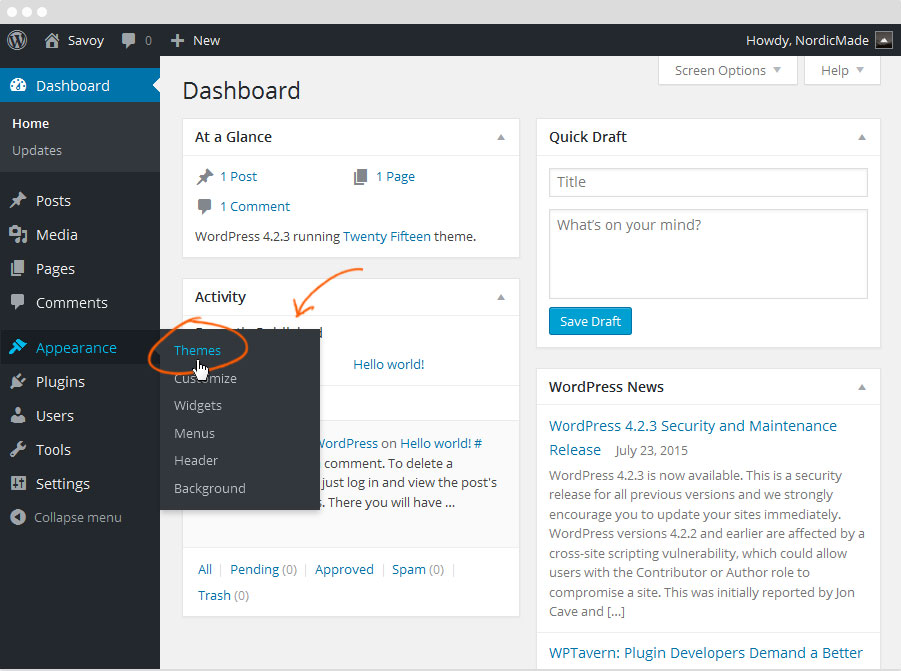 Savoy 0 New Howdy, NordicMade
Dashboard
Home
Updates
Posts
Media
Pages
Comments
Appearance
Plugins
Users
Tools
Settings
Collapse menu
Themes
Customize
Widgets
Menus
Header
Background
Screen Options Help
Dashboard
At a Glance
1 Post 1 Page
1 Comment
WordPress 4.2.3 running Twenty Fifteen theme.
Activity
Hello world!
WordPress on Hello world! #
comment. To delete a
just log in and view the post's
There you will have ...
All Pending (0) Approved Spam (0)
Trash (0)
Quick Draft
Title
What's on your mind?
Save Draft
WordPress News
WordPress 4.2.3 Security and Maintenance
Release July 23, 2015
WordPress 4.2.3 is now available. This is a security
release for all previous versions and we strongly
encourage you to update your sites immediately.
WordPress versions 4.2.2 and earlier are affected by a
cross-site scripting vulnerability, which could allow
users with the Contributor or Author role to
compromise a site. This was initially reported by Jon
Cave and [...]
WPTavern: Plugin Developers Demand a Better